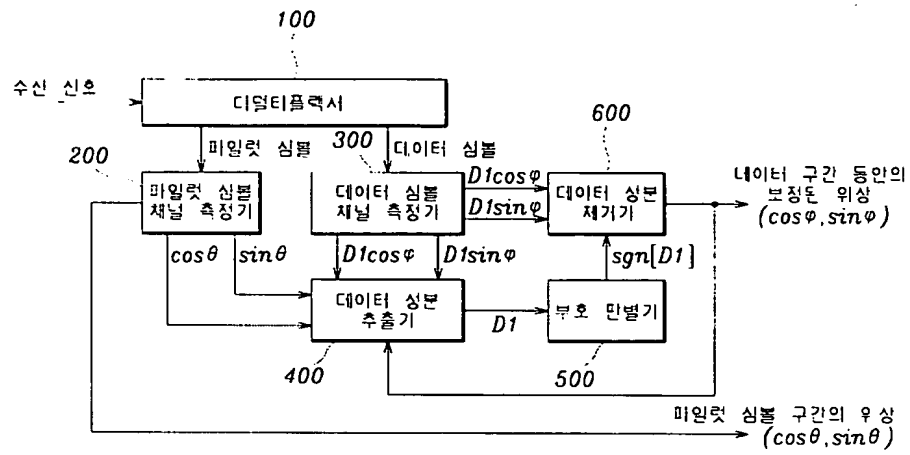 100
수신 신호
디멀티플렉서
600
200
파일럿 심볼
300
데이터 심볼
파일럿 심볼
채널 측정기
데이터 심볼
채널 측정기
D1cosφ
D1sinφ
데이터 성분
제거기
데이터 구간 동안의
보정된 위상
(cosφ, sinφ)
cosθ
sinθ
D1cosφ
D1sinφ
sgn[D1]
데이터 성분
추출기
D1
부호 판별기
400
500
파일럿 심볼 구간의 위상
(cosθ, sinθ)